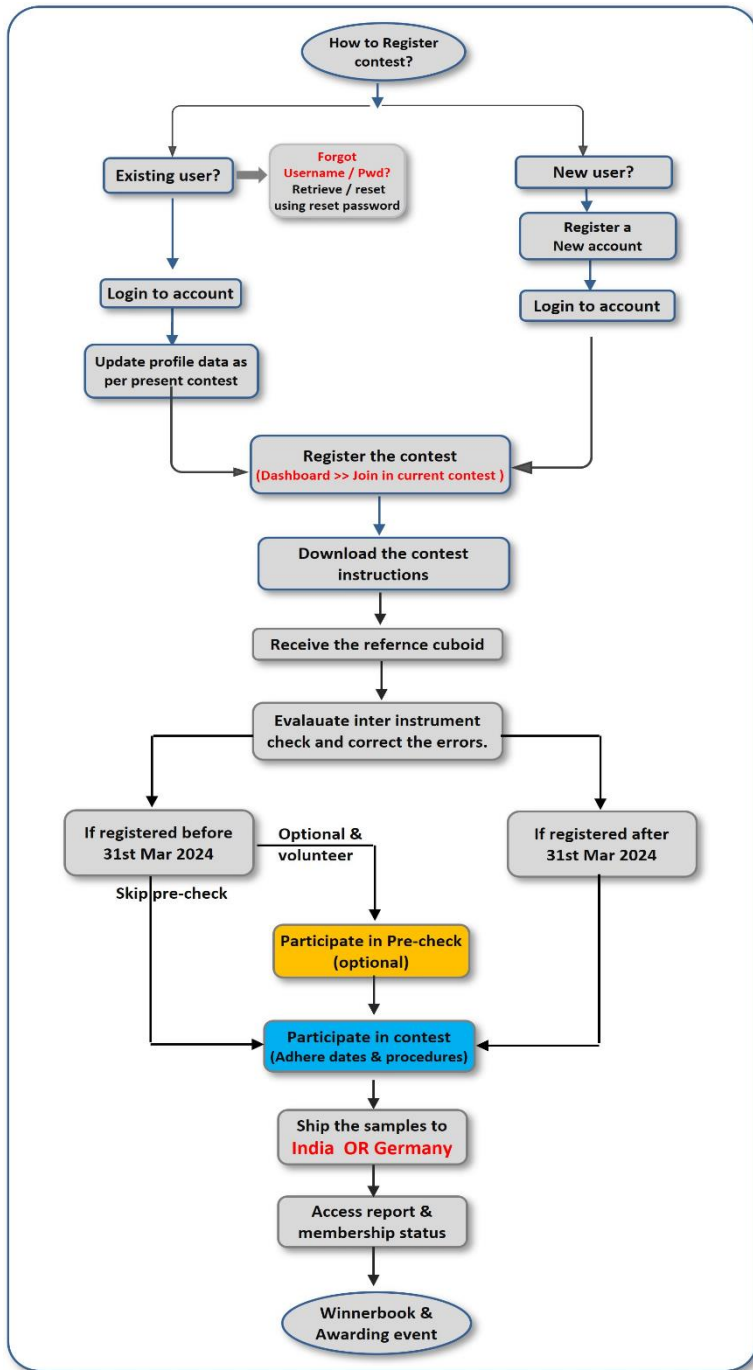 How to Register
contest?
Existing user?
Forgot
Username / Pwd?
Retrieve / reset
using reset password
New user?
Register a
New account
Login to account
Login to account
Update profile data as
per present contest
Register the contest
(Dashboard >> Join in current contest )
Download the contest
instructions
Receive the refernce cuboid
Evalauate inter instrument
check and correct the errors.
If registered before
31st Mar 2024
Optional &
volunteer
If registered after
31st Mar 2024
Skip pre-check
Participate in Pre-check
(optional)
Participate in contest
(Adhere dates & procedures)
Ship the samples to
India OR Germany
Access report &
membership status
Winnerbook &
Awarding event